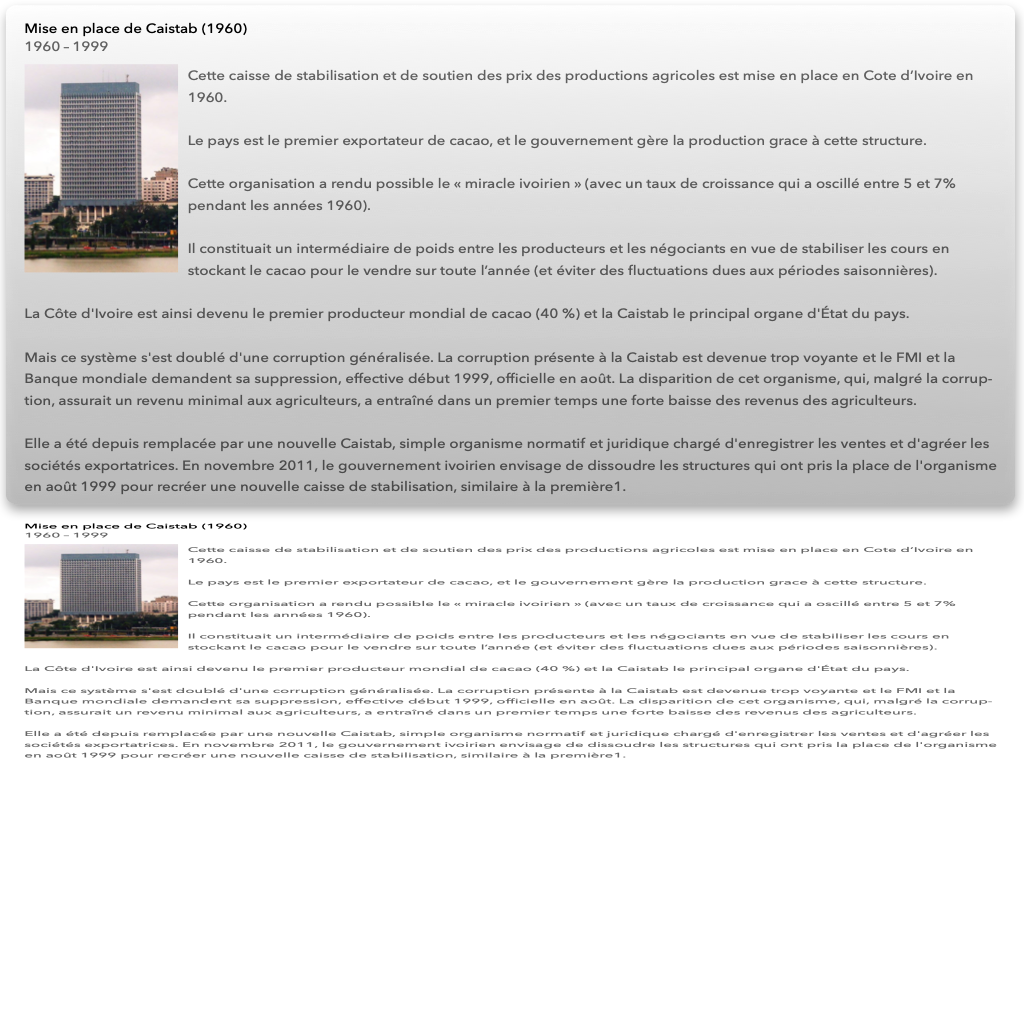 Mise en place de Caistab (1960)
1960 – 1999
Cette caisse de stabilisation et de soutien des prix des productions agricoles est mise en place en Cote d’Ivoire en
1960.
Le pays est le premier exportateur de cacao, et le gouvernement gère la production grace à cette structure.
Cette organisation a rendu possible le « miracle ivoirien » (avec un taux de croissance qui a oscillé entre 5 et 7%
pendant les années 1960).
Il constituait un intermédiaire de poids entre les producteurs et les négociants en vue de stabiliser les cours en
stockant le cacao pour le vendre sur toute l’année (et éviter des fluctuations dues aux périodes saisonnières).
La Côte d'Ivoire est ainsi devenu le premier producteur mondial de cacao (40 %) et la Caistab le principal organe d'État du pays.
Mais ce système s'est doublé d'une corruption généralisée. La corruption présente à la Caistab est devenue trop voyante et le FMI et la
Banque mondiale demandent sa suppression, effective début 1999, officielle en août. La disparition de cet organisme, qui, malgré la corrup-
tion, assurait un revenu minimal aux agriculteurs, a entraîné dans un premier temps une forte baisse des revenus des agriculteurs.
Elle a été depuis remplacée par une nouvelle Caistab, simple organisme normatif et juridique chargé d'enregistrer les ventes et d'agréer les
sociétés exportatrices. En novembre 2011, le gouvernement ivoirien envisage de dissoudre les structures qui ont pris la place de l'organisme
en août 1999 pour recréer une nouvelle caisse de stabilisation, similaire à la première1.
Mise en place de Caistab (1960)
1960 – 1999
Cette caisse de stabilisation et de soutien des prix des productions agricoles est mise en place en Cote d’Ivoire en
1960.
Le pays est le premier exportateur de cacao, et le gouvernement gère la production grace à cette structure.
Cette organisation a rendu possible le « miracle ivoirien » (avec un taux de croissance qui a oscillé entre 5 et 7%
pendant les années 1960).
Il constituait un intermédiaire de poids entre les producteurs et les négociants en vue de stabiliser les cours en
stockant le cacao pour le vendre sur toute l’année (et éviter des fluctuations dues aux périodes saisonnières).
La Côte d'Ivoire est ainsi devenu le premier producteur mondial de cacao (40 %) et la Caistab le principal organe d'État du pays.
Mais ce système s'est doublé d'une corruption généralisée. La corruption présente à la Caistab est devenue trop voyante et le FMI et la
Banque mondiale demandent sa suppression, effective début 1999, officielle en août. La disparition de cet organisme, qui, malgré la corrup-
tion, assurait un revenu minimal aux agriculteurs, a entraîné dans un premier temps une forte baisse des revenus des agriculteurs.
Elle a été depuis remplacée par une nouvelle Caistab, simple organisme normatif et juridique chargé d'enregistrer les ventes et d'agréer les
sociétés exportatrices. En novembre 2011, le gouvernement ivoirien envisage de dissoudre les structures qui ont pris la place de l'organisme
en août 1999 pour recréer une nouvelle caisse de stabilisation, similaire à la première1.